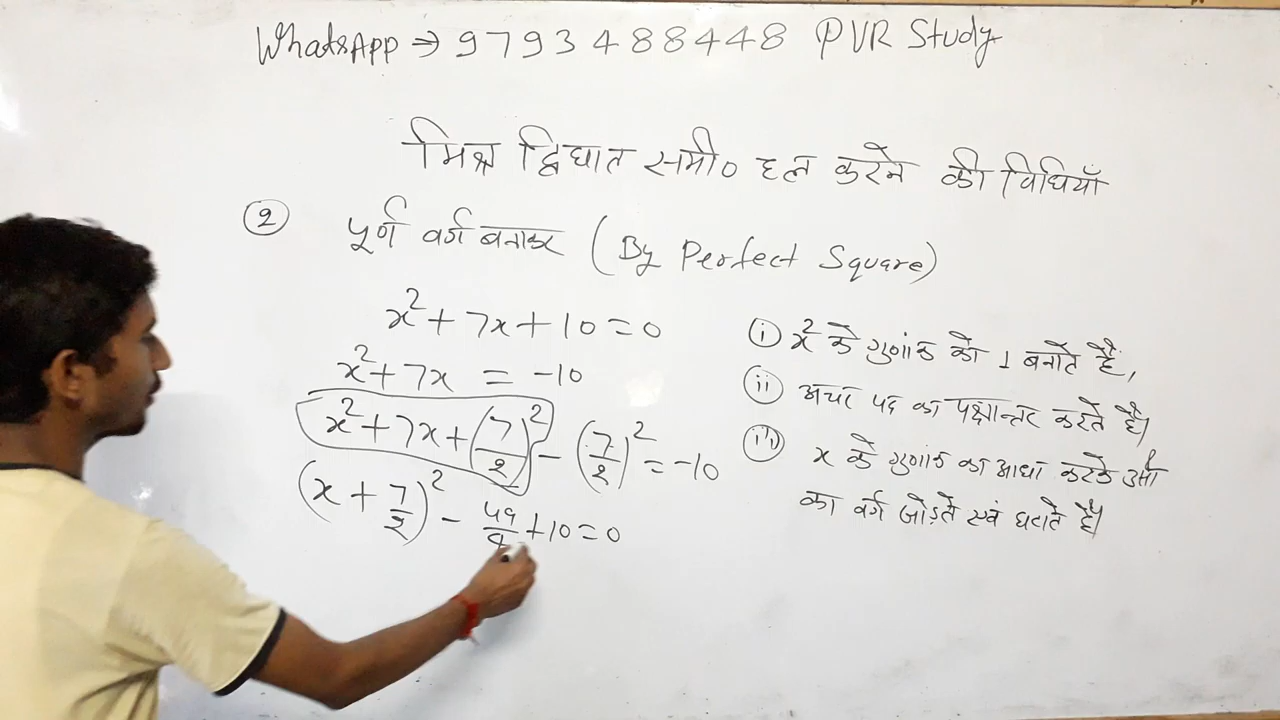 WhatsApp → 9793488448 PVR Study
मिश्र द्विघात समी० हल करने की विधियाँ
② पूर्ण वर्ग बनाकर (By Perfect Square)
x² + 7x + 10 = 0
x² + 7x = -10
x² + 7x + (7/2)² - (7/2)² = -10
(x + 7/2)² - 49/4 + 10 = 0
(i) x² के गुणांक को 1 बनाते हैं,
(ii) अचर पद का पक्षान्तर करते हैं।
(iii) x के गुणांक का आधा करके उसी
का वर्ग जोड़ते एवं घटाते हैं।